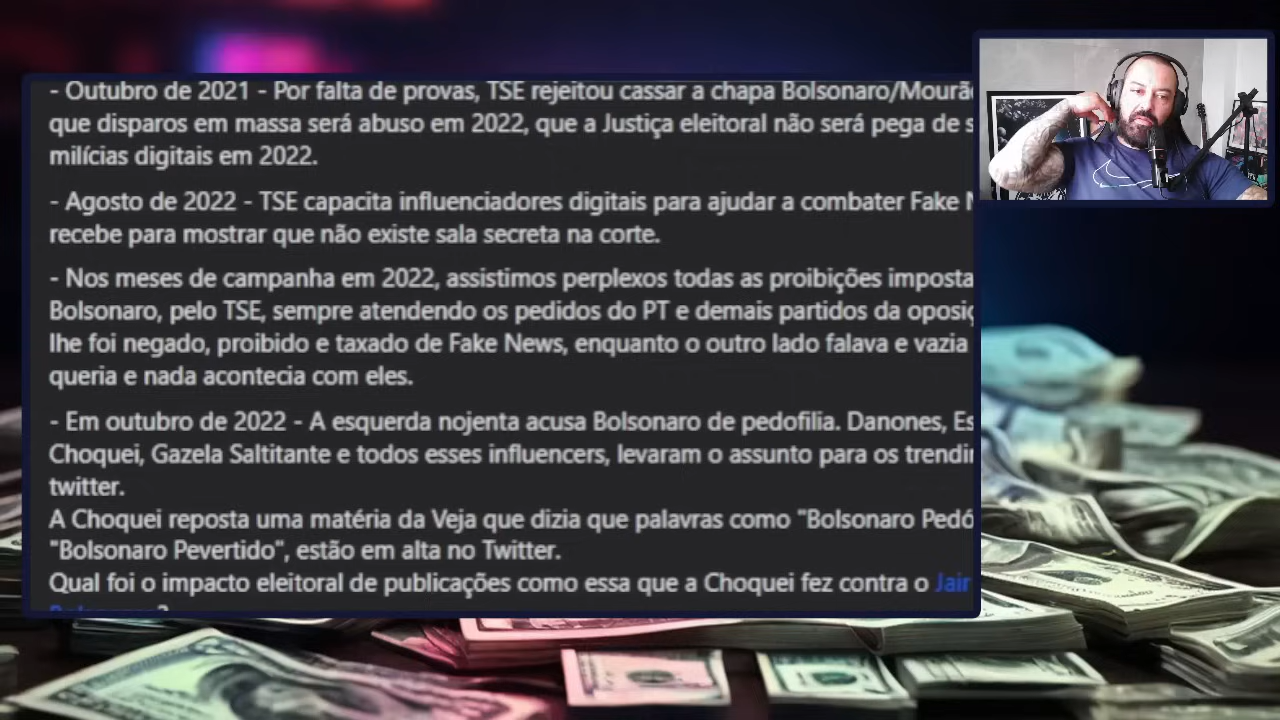 - Outubro de 2021 - Por falta de provas, TSE rejeitou cassar a chapa Bolsonaro/Mourão
que disparos em massa será abuso em 2022, que a Justiça eleitoral não será pega de
milícias digitais em 2022.
- Agosto de 2022 - TSE capacita influenciadores digitais para ajudar a combater Fake
recebe para mostrar que não existe sala secreta na corte.
- Nos meses de campanha em 2022, assistimos perplexos todas as proibições imposta
Bolsonaro, pelo TSE, sempre atendendo os pedidos do PT e demais partidos da
lhe foi negado, proibido e taxado de Fake News, enquanto o outro lado falava e vazia
queria e nada acontecia com eles.
- Em outubro de 2022 - A esquerda nojenta acusa Bolsonaro de pedofilia. Danones,
Choquei, Gazela Saltitante e todos esses influencers, levaram o assunto para os
twitter.
A Choquei reposta uma matéria da Veja que dizia que palavras como "Bolsonaro
"Bolsonaro Pevertido", estão em alta no Twitter.
Qual foi o impacto eleitoral de publicações como essa que a Choquei fez contra o Jair